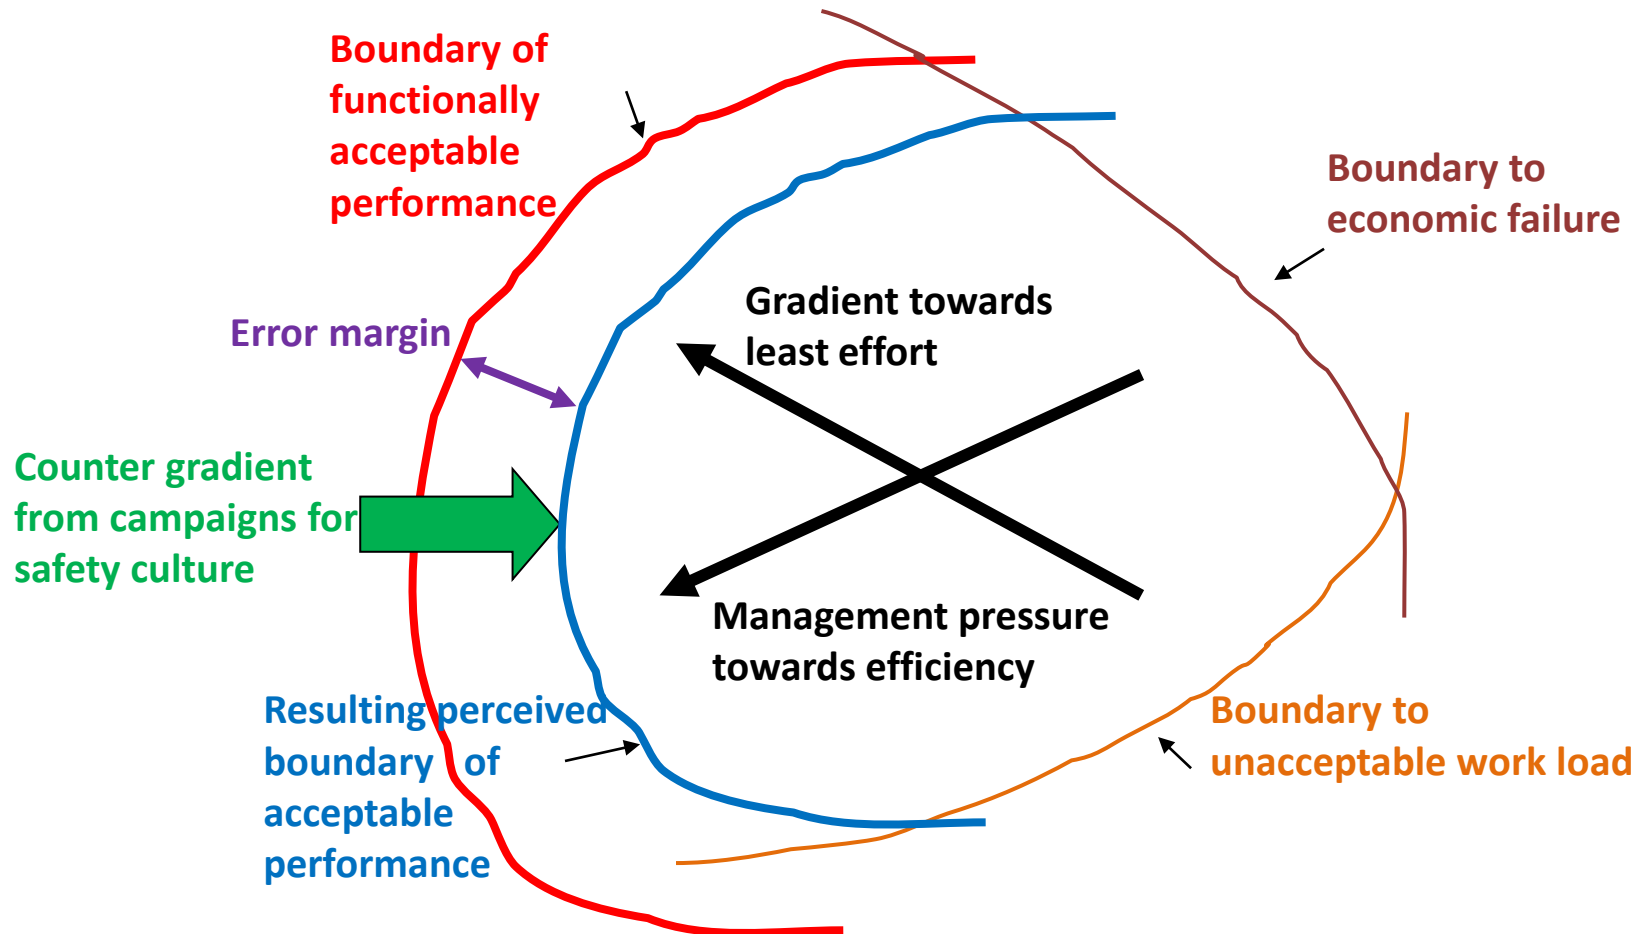 Boundary of
functionally
acceptable
performance
Boundary to
economic failure
Gradient towards
least effort
Error margin
Counter gradient
from campaigns for
safety culture
Management pressure
towards efficiency
Resulting perceived
boundary of
acceptable
performance
Boundary to
unacceptable work load